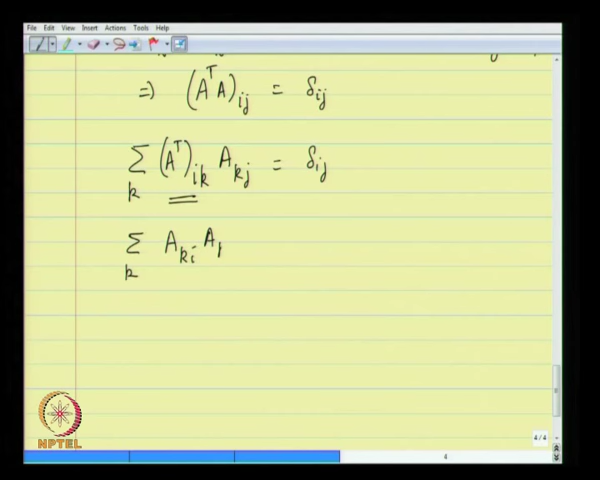 File Edit View Insert Actions Tools Help
⇒ (AᵀA)ᵢⱼ = δᵢⱼ
Σₖ (Aᵀ)ᵢₖ Aₖⱼ = δᵢⱼ
Σₖ Aₖᵢ A
NPTEL
4/4
4